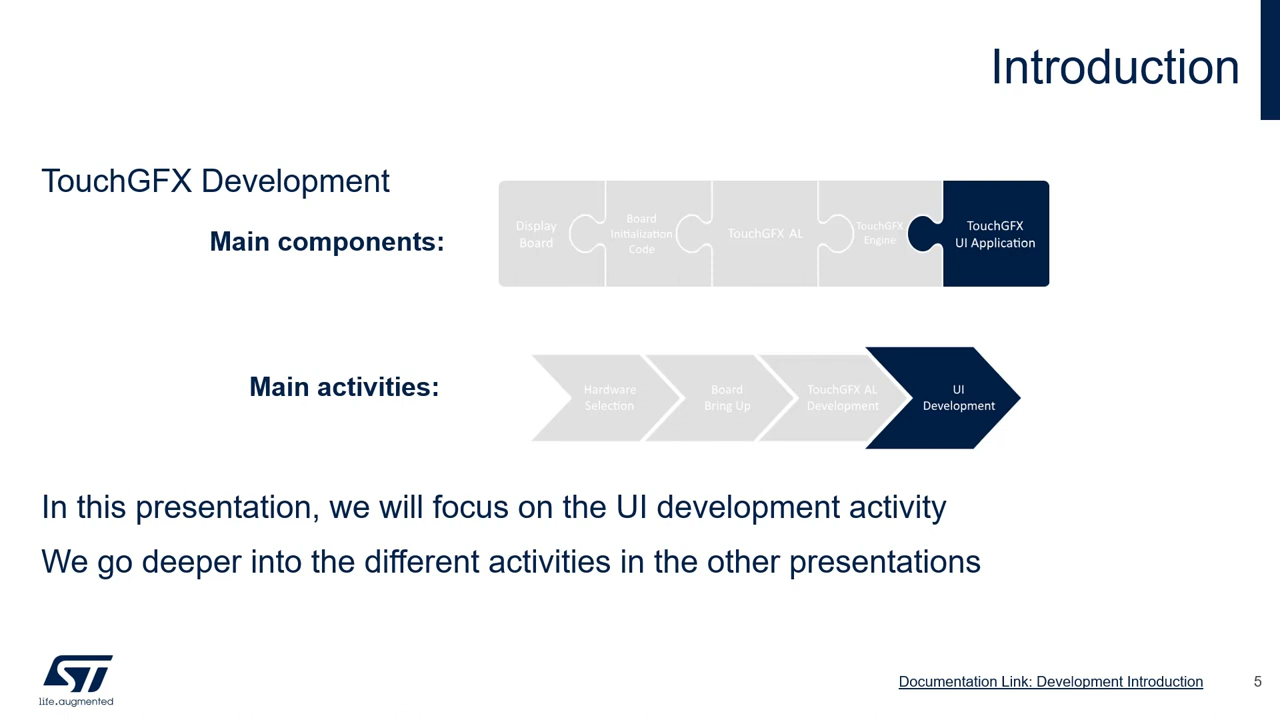 Introduction
TouchGFX Development
Main components:
Display
Board
Board
Initialization
Code
TouchGFX AL
TouchGFX
Engine
TouchGFX
UI Application
Main activities:
Hardware
Selection
Board
Bring Up
TouchGFX AL
Development
UI
Development
In this presentation, we will focus on the UI development activity
We go deeper into the different activities in the other presentations
ST
life.augmented
Documentation Link: Development Introduction
5